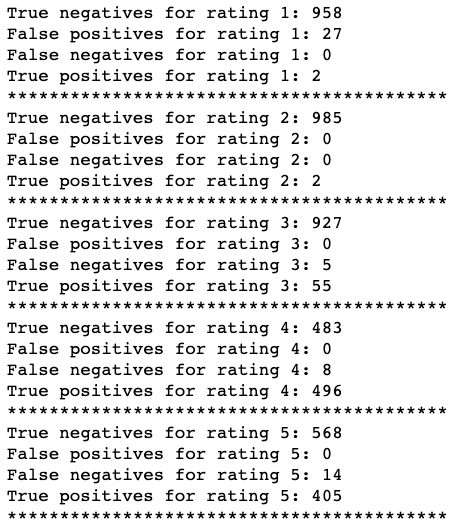 True negatives for rating 1: 958
False positives for rating 1: 27
False negatives for rating 1: 0
True positives for rating 1: 2
******************************************
True negatives for rating 2: 985
False positives for rating 2: 0
False negatives for rating 2: 0
True positives for rating 2: 2
******************************************
True negatives for rating 3: 927
False positives for rating 3: 0
False negatives for rating 3: 5
True positives for rating 3: 55
******************************************
True negatives for rating 4: 483
False positives for rating 4: 0
False negatives for rating 4: 8
True positives for rating 4: 496
******************************************
True negatives for rating 5: 568
False positives for rating 5: 0
False negatives for rating 5: 14
True positives for rating 5: 405
******************************************